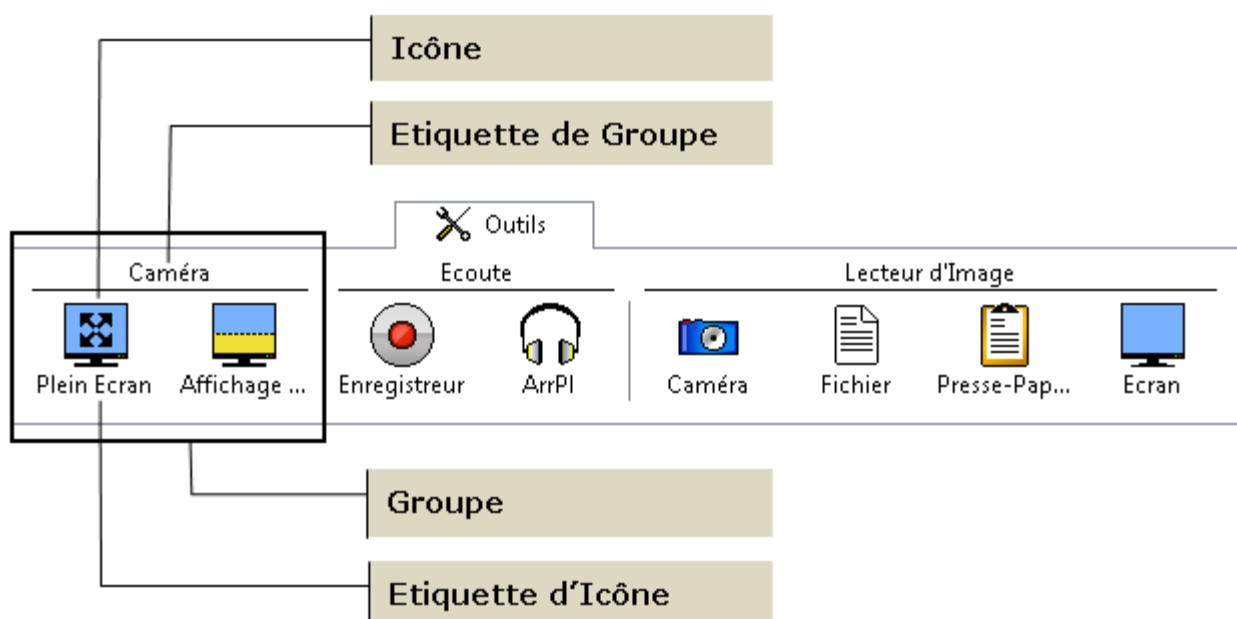 Icône
Etiquette de Groupe
Outils
Caméra Ecoute Lecteur d'Image
Plein Ecran Affichage ... Enregistreur ArrPl Caméra Fichier Presse-Pap... Ecran
Groupe
Etiquette d’Icône